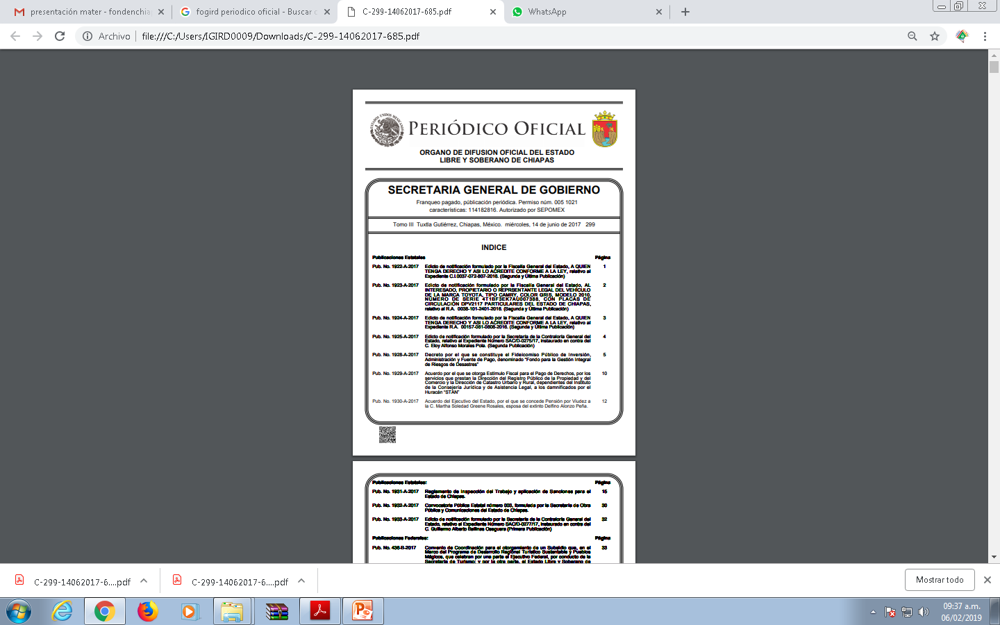 presentación mater - fondenchia
fogird periodico oficial - Buscar c
C-299-14062017-685.pdf
WhatsApp
Archivo
file:///C:/Users/IGIRD0009/Downloads/C-299-14062017-685.pdf
ESTADOS UNIDOS MEXICANOS
PERIÓDICO OFICIAL
ORGANO DE DIFUSION OFICIAL DEL ESTADO
LIBRE Y SOBERANO DE CHIAPAS
SECRETARIA GENERAL DE GOBIERNO
Franqueo pagado, públicación periódica. Permiso núm. 005 1021
características: 114182816. Autorizado por SEPOMEX
Tomo III Tuxtla Gutiérrez, Chiapas, México. miércoles, 14 de junio de 2017 299
INDICE
Publicaciones Estatales Página
Pub. No. 1922-A-2017 Edicto de notificación formulado por la Fiscalía General del Estado, A QUIEN 1
TENGA DERECHO Y ASI LO ACREDITE CONFORME A LA LEY, relativo al
Expediente C.I.0037-072-807-2016. (Segunda y Última Publicación)
Pub. No. 1923-A-2017 Edicto de notificación formulado por la Fiscalía General del Estado, AL 2
INTERESADO, PROPIETARIO O REPRSENTANTE LEGAL DEL VEHÍCULO
DE LA MARCA TOYOTA, TIPO CAMRY, COLOR GRIS, MODELO 2010,
NÚMERO DE SERIE 4T1BF3EK7AU007388, CON PLACAS DE
CIRCULACIÓN DPV2117 PARTICULARES DEL ESTADO DE CHIAPAS,
relativo al R.A. 0038-101-2401-2016. (Segunda y Última Publicación)
Pub. No. 1924-A-2017 Edicto de notificación formulado por la Fiscalía General del Estado, A QUIEN 3
TENGA DERECHO Y ASI LO ACREDITE CONFORME A LA LEY, relativo al
Expediente R.A. 00157-081-0808-2016. (Segunda y Última Publicación)
Pub. No. 1925-A-2017 Edicto de notificación formulado por la Secretaría de la Contraloría General del 4
Estado, relativo al Expediente Número SAC/D-0275/17, Instaurado en contra del
C. Eloy Alfonso Morales Pola. (Segunda Publicación)
Pub. No. 1928-A-2017 Decreto por el que se constituye el Fideicomiso Público de Inversión, 5
Administración y Fuente de Pago, denominado "Fondo para la Gestión Integral
de Riesgos de Desastres"
Pub. No. 1929-A-2017 Acuerdo por el que se otorga Estimulo Fiscal para el Pago de Derechos, por los 10
servicios que prestan la Dirección del Registro Público de la Propiedad y del
Comercio y la Dirección de Catastro Urbano y Rural, dependientes del Instituto
de la Consejería Jurídica y de Asistencia Legal, a los damnificados por el
Huracán "STAN"
Pub. No. 1930-A-2017 Acuerdo del Ejecutivo del Estado, por el que se concede Pensión por Viudez a 12
la C. Martha Soledad Greene Rosales, esposa del extinto Delfino Alonzo Peña.
Publicaciones Estatales: Página
Pub. No. 1931-A-2017 Reglamento de Inspección del Trabajo y aplicación de Sanciones para el 15
Estado de Chiapas.
Pub. No. 1932-A-2017 Convocatoria Pública Estatal número 008, formulada por la Secretaría de Obra 30
Pública y Comunicaciones del Estado de Chiapas.
Pub. No. 1933-A-2017 Edicto de notificación formulado por la Secretaría de la Contraloría General del 32
Estado, relativo al Expediente Número SAC/D-0277/17, Instaurado en contra del
C. Guillermo Alberto Ballinas Oseguera (Primera Publicación)
Publicaciones Federales: Página
Pub. No. 436-B-2017 Convenio de Coordinación para el otorgamiento de un Subsidio que, en el 33
Marco del Programa de Desarrollo Regional Turístico Sustentable y Pueblos
Mágicos, que celebran por una parte el Ejecutivo Federal, por conducto de la
Secretaría de Turismo; y por la otra parte, el Estado Libre y Soberano de
C-299-14062017-6....pdf
C-299-14062017-6....pdf
Mostrar todo
09:37 a.m.
06/02/2019